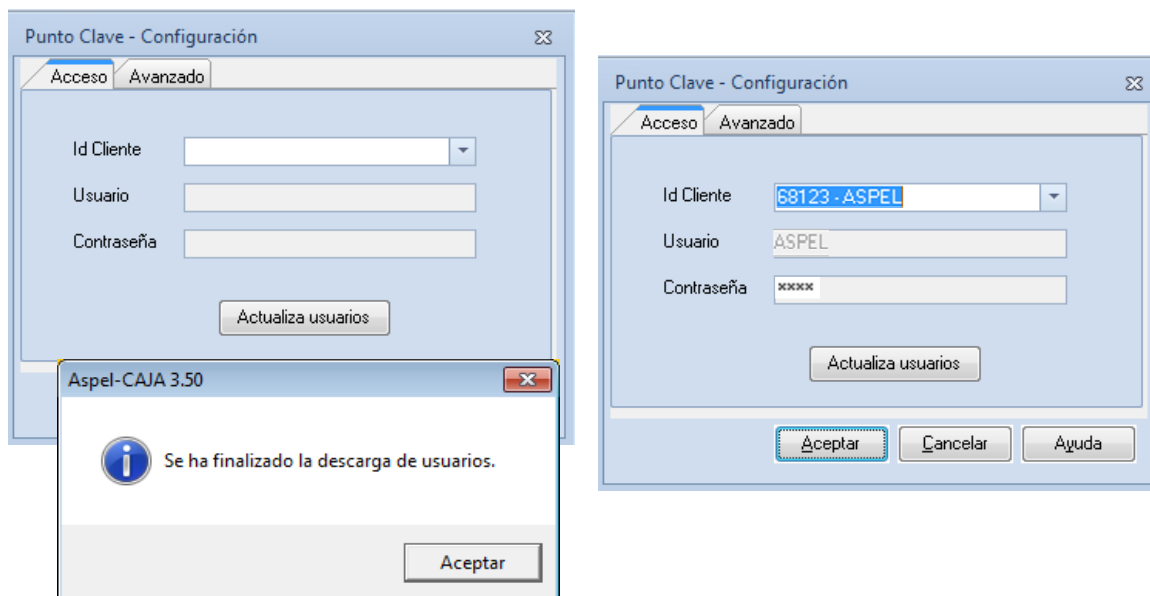 Punto Clave - Configuración
Acceso Avanzado
Id Cliente
Usuario
Contraseña
Actualiza usuarios
Aspel-CAJA 3.50
Se ha finalizado la descarga de usuarios.
Aceptar
Punto Clave - Configuración
Acceso Avanzado
Id Cliente 68123 - ASPEL
Usuario ASPEL
Contraseña ××××
Actualiza usuarios
Aceptar Cancelar Ayuda